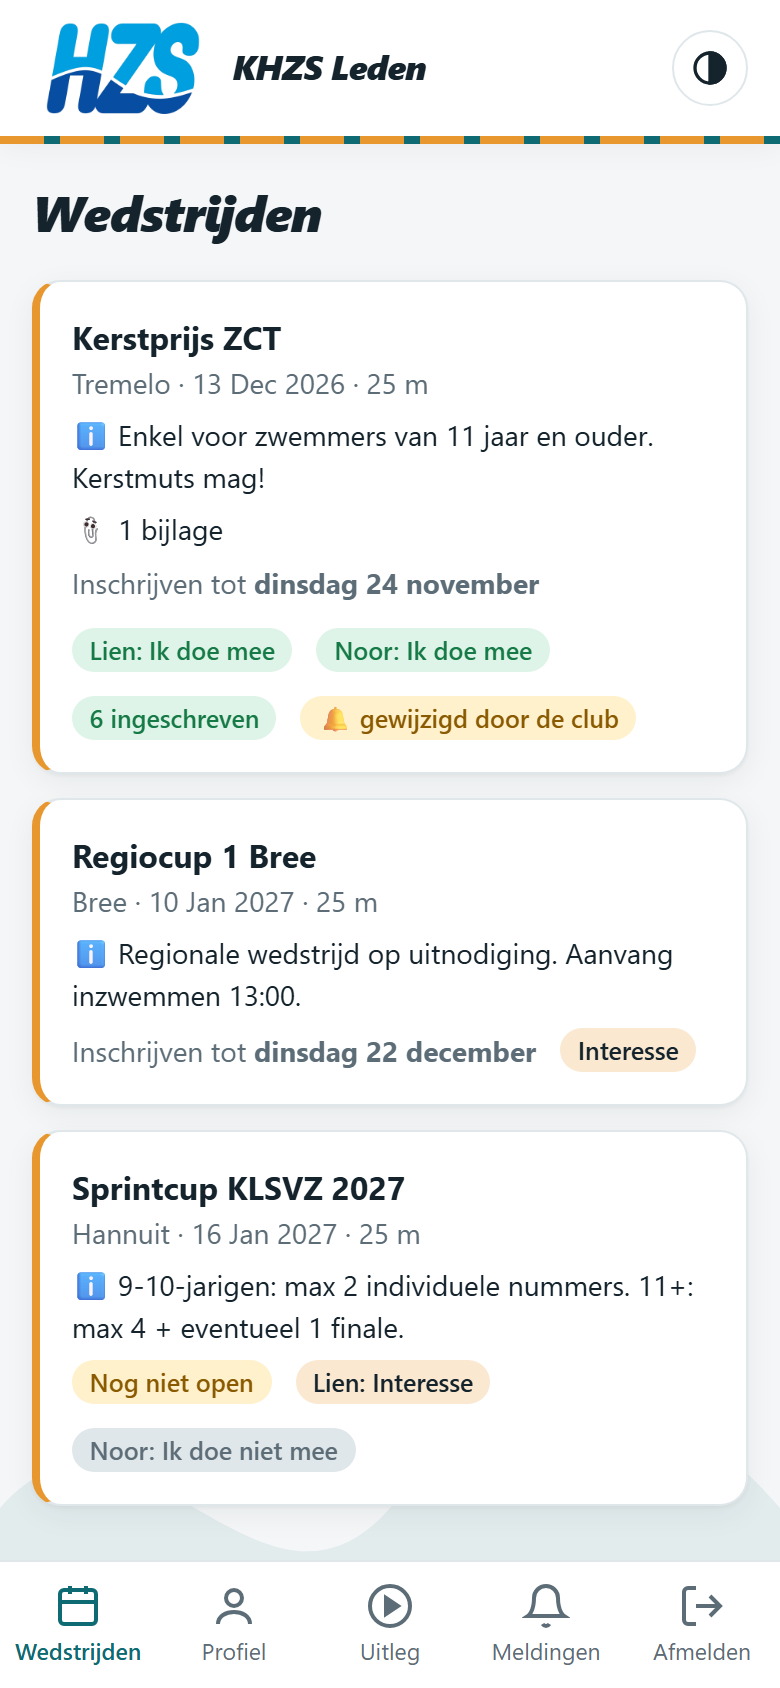 HZS
KHZS Leden
Wedstrijden
Kerstprijs ZCT
Tremelo · 13 Dec 2026 · 25 m
ℹ️ Enkel voor zwemmers van 11 jaar en ouder.
Kerstmuts mag!
1 bijlage
Inschrijven tot dinsdag 24 november
Lien: Ik doe mee
Noor: Ik doe mee
6 ingeschreven
gewijzigd door de club
Regiocup 1 Bree
Bree · 10 Jan 2027 · 25 m
ℹ️ Regionale wedstrijd op uitnodiging. Aanvang
inzwemmen 13:00.
Inschrijven tot dinsdag 22 december
Interesse
Sprintcup KLSVZ 2027
Hannuit · 16 Jan 2027 · 25 m
ℹ️ 9-10-jarigen: max 2 individuele nummers. 11+:
max 4 + eventueel 1 finale.
Nog niet open
Lien: Interesse
Noor: Ik doe niet mee
Wedstrijden
Profiel
Uitleg
Meldingen
Afmelden